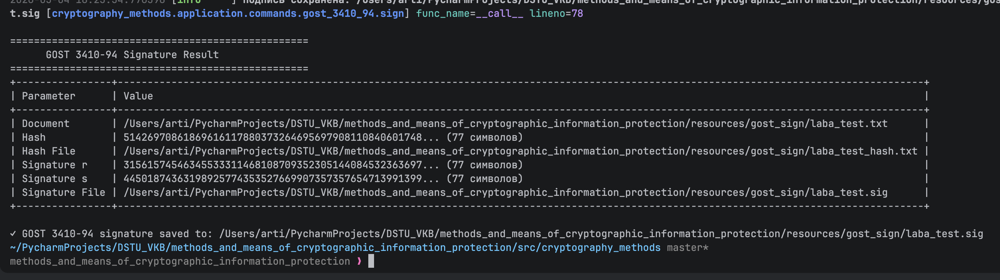 [info ] подпись сохранена: /Users/arti/PycharmProjects/DSTU_VKB/methods_and_means_of_cryptographic_information_protection/resources/gos
t.sig [cryptography_methods.application.commands.gost_3410_94.sign] func_name=__call__ lineno=78
==================================================
GOST 3410-94 Signature Result
==================================================
+----------------+---------------------------------------------------------------------------------------------------------------------------------------+
| Parameter | Value |
+----------------+---------------------------------------------------------------------------------------------------------------------------------------+
| Document | /Users/arti/PycharmProjects/DSTU_VKB/methods_and_means_of_cryptographic_information_protection/resources/gost_sign/laba_test.txt |
| Hash | 51426970861869616117880373264695697908110840601748... (77 символов) |
| Hash File | /Users/arti/PycharmProjects/DSTU_VKB/methods_and_means_of_cryptographic_information_protection/resources/gost_sign/laba_test_hash.txt |
| Signature r | 31561574546345533311468108709352305144084532363697... (77 символов) |
| Signature s | 44501874363198925774353527669907357357654713991399... (77 символов) |
| Signature File | /Users/arti/PycharmProjects/DSTU_VKB/methods_and_means_of_cryptographic_information_protection/resources/gost_sign/laba_test.sig |
+----------------+---------------------------------------------------------------------------------------------------------------------------------------+
✓ GOST 3410-94 signature saved to: /Users/arti/PycharmProjects/DSTU_VKB/methods_and_means_of_cryptographic_information_protection/resources/gost_sign/laba_test.sig
~/PycharmProjects/DSTU_VKB/methods_and_means_of_cryptographic_information_protection/src/cryptography_methods master*
methods_and_means_of_cryptographic_information_protection ❯